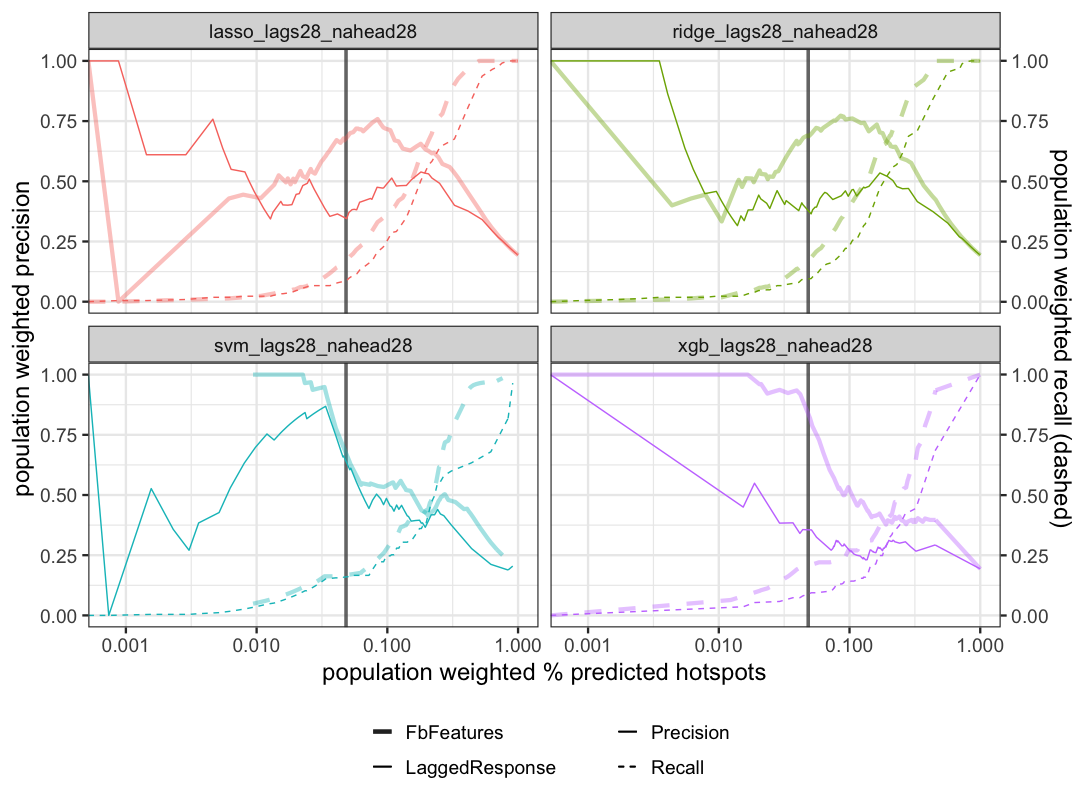 lasso_lags28_nahead28
ridge_lags28_nahead28
1.00
0.75
0.50
0.25
0.00
1.00
0.75
0.50
0.25
0.00
svm_lags28_nahead28
xgb_lags28_nahead28
1.00
0.75
0.50
0.25
0.00
1.00
0.75
0.50
0.25
0.00
population weighted precision
population weighted recall (dashed)
0.001
0.010
0.100
1.000
0.001
0.010
0.100
1.000
population weighted % predicted hotspots
FbFeatures
Precision
LaggedResponse
Recall